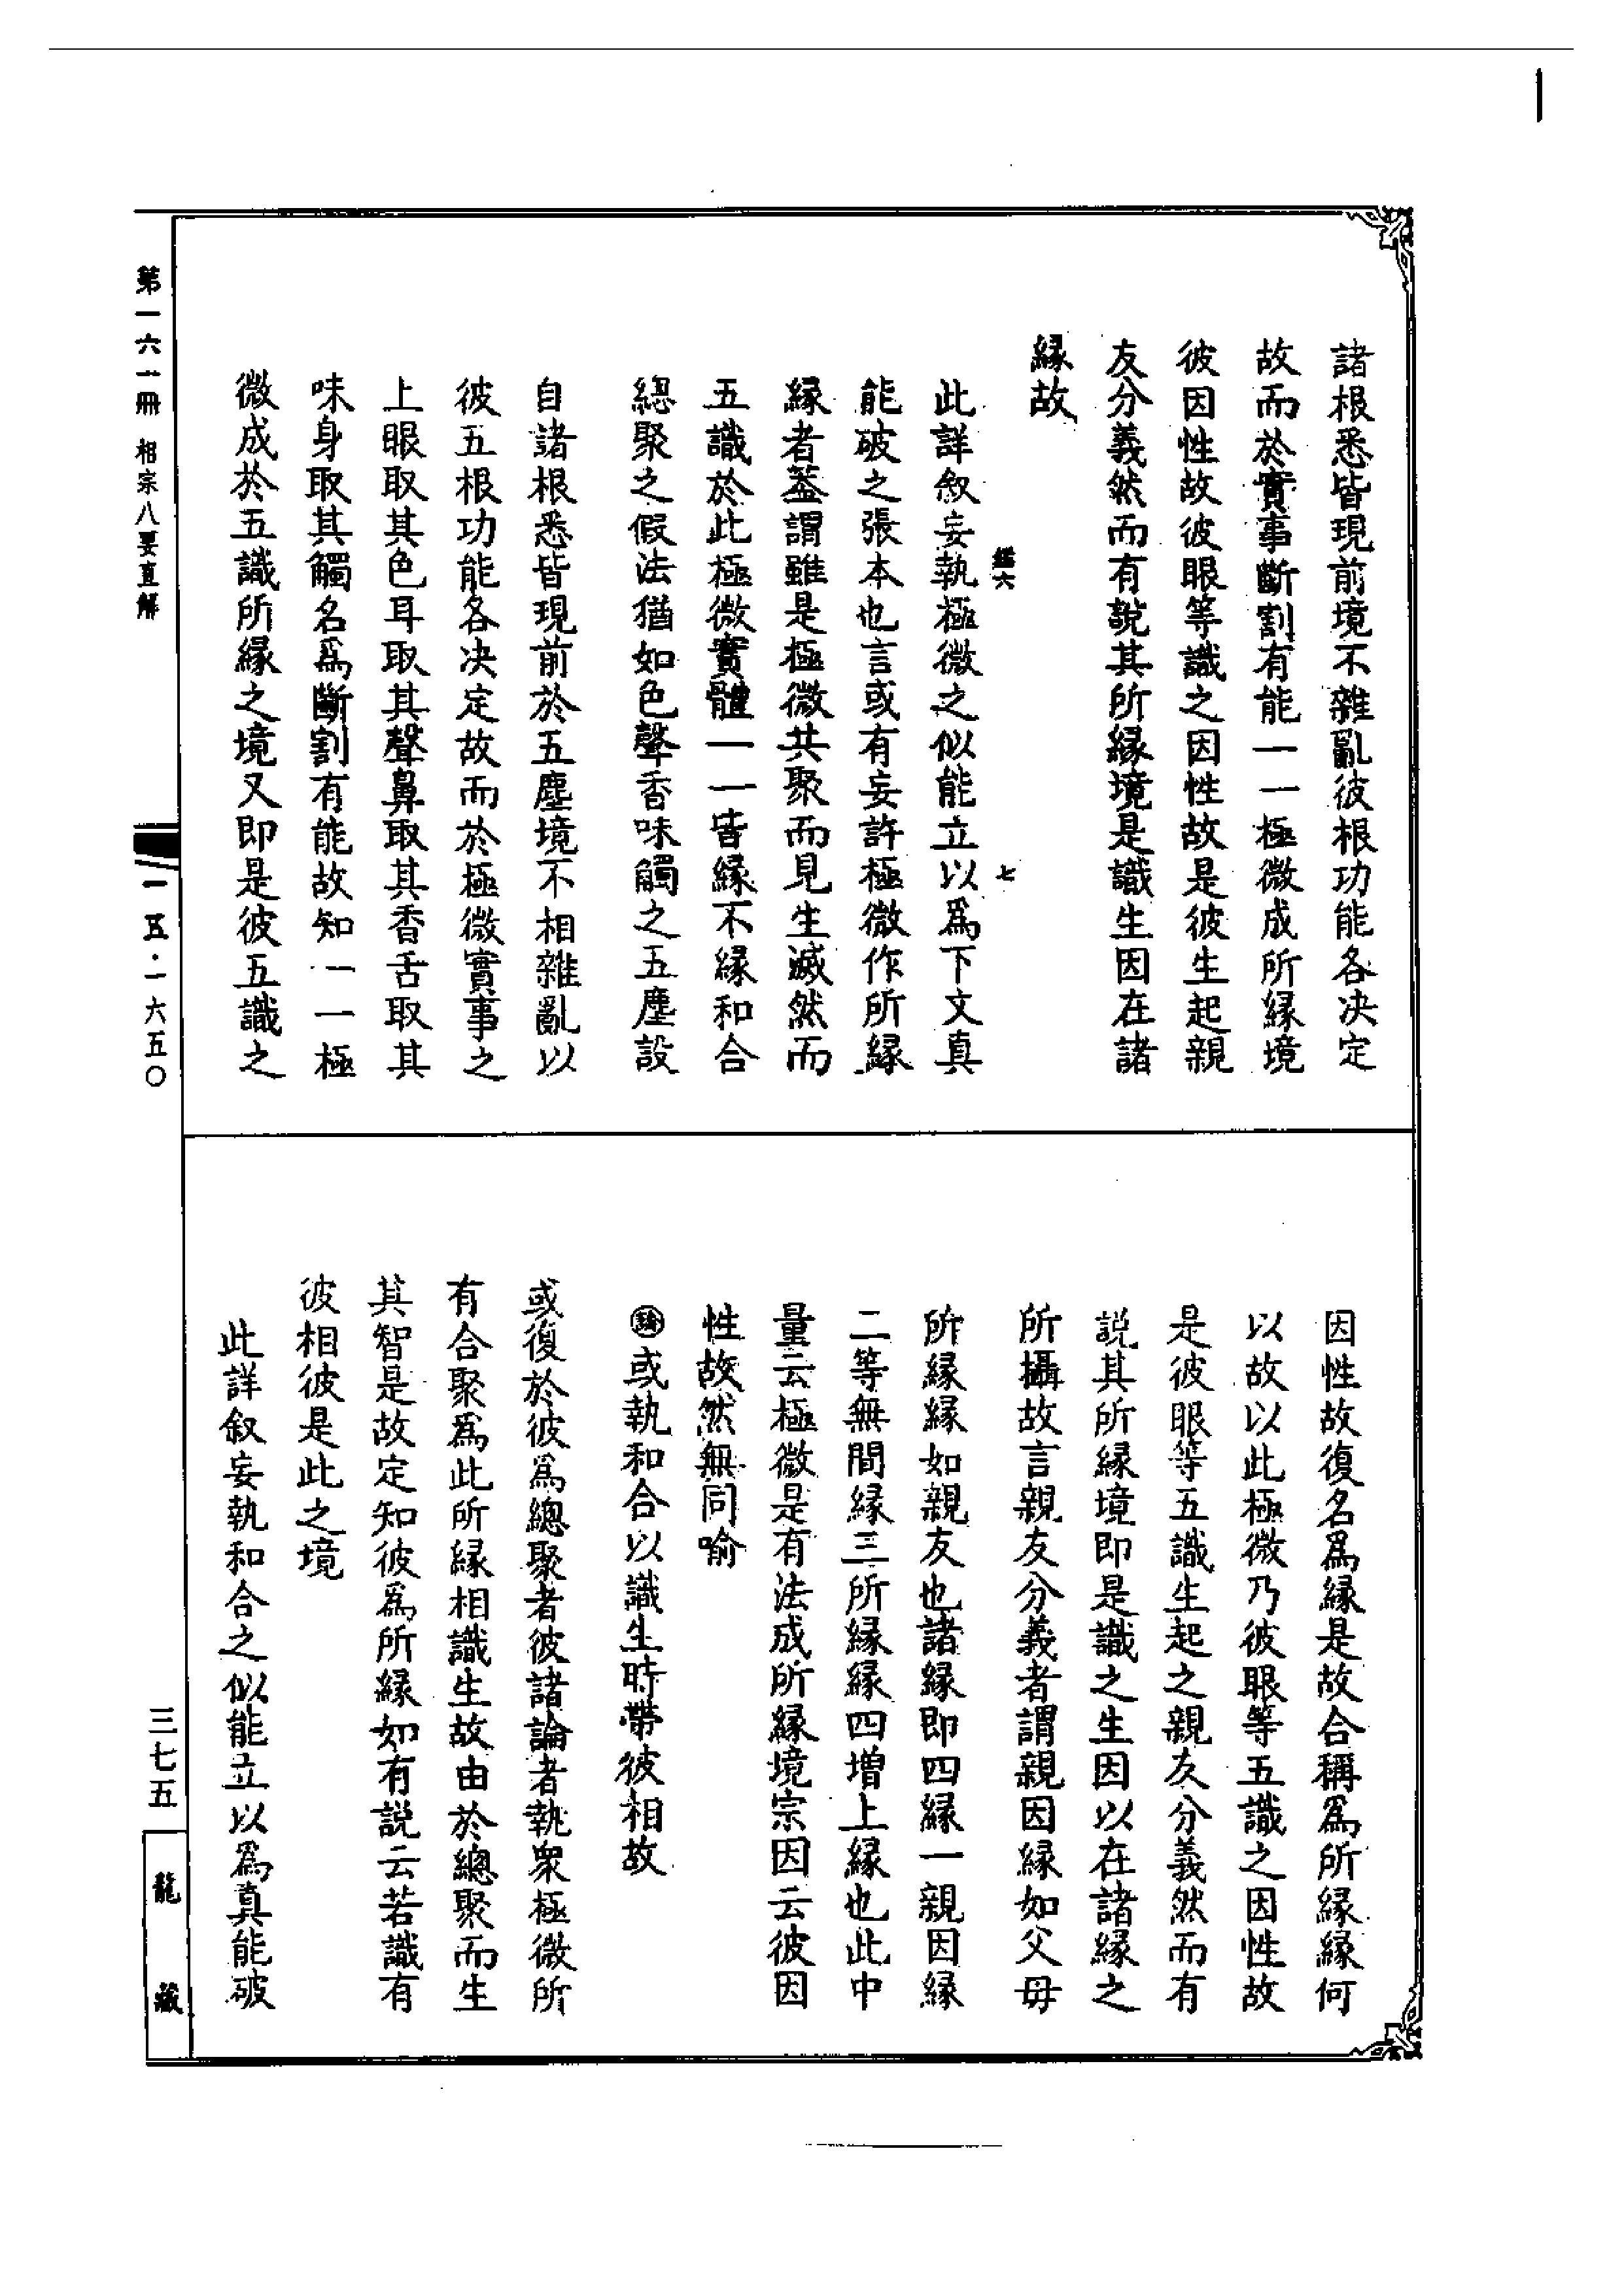 諸根悉皆現前境不雜亂彼根功能各决定
故而於實事斷割有能一一極微成所緣境
彼因性故彼眼等識之因性故是彼生起親
友分義然而有說其所緣境是識生因在諸
緣故
七
此詳敘妄執極微之似能立以爲下文真
能破之張本也言或有妄許極微作所緣
緣者葢謂雖是極微共聚而見生滅然而
五識於此極微實體一一皆緣不緣和合
總聚之假法猶如色聲香味觸之五塵設
自諸根悉皆現前於五塵境不相雜亂以
彼五根功能各决定故而於極微實事之
上眼取其色耳取其聲鼻取其香舌取其
味身取其觸名爲斷割有能故知一一極
微成於五識所緣之境又即是彼五識之
因性故復名爲緣是故合稱爲所緣緣何
以故以此極微乃彼眼等五識之因性故
是彼眼等五識生起之親友分義然而有
說其所緣境即是識之生因以在諸緣之
所攝故言親友分義者謂親因緣如父母
所緣緣如親友也諸緣即四緣一親因緣
二等無間緣三所緣緣四增上緣也此中
量云極微是有法成所緣境宗因云彼因
性故然無同喻
或執和合以識生時帶彼相故
或復於彼爲總聚者彼諸論者執衆極微所
有合聚爲此所緣相識生故由於總聚而生
其智是故定知彼爲所緣如有說云若識有
彼相彼是此之境
此詳叙妄執和合之似能立以爲真能破
第一六一冊 相宗八要直解
一五·一六五〇
三七五
龍藏